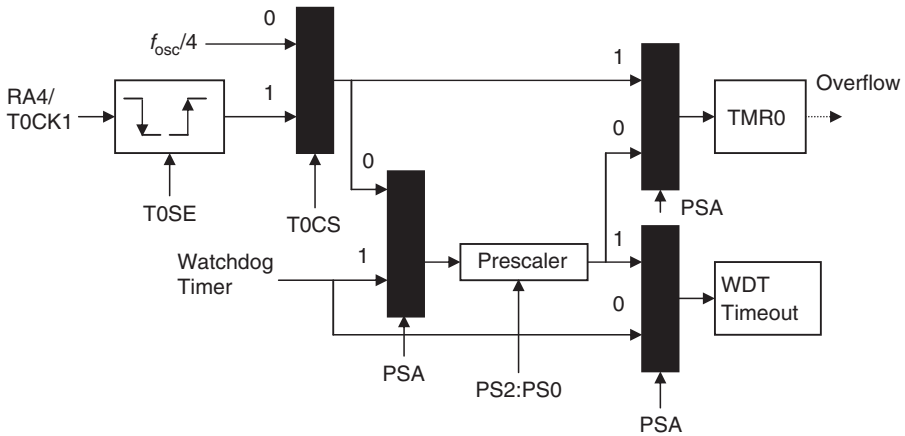 0
fosc/4
RA4/
T0CK1
1
T0SE
T0CS
0
1
Watchdog
Timer
PSA
Prescaler
PS2:PS0
1
0
PSA
TMR0
Overflow
1
0
PSA
WDT
Timeout